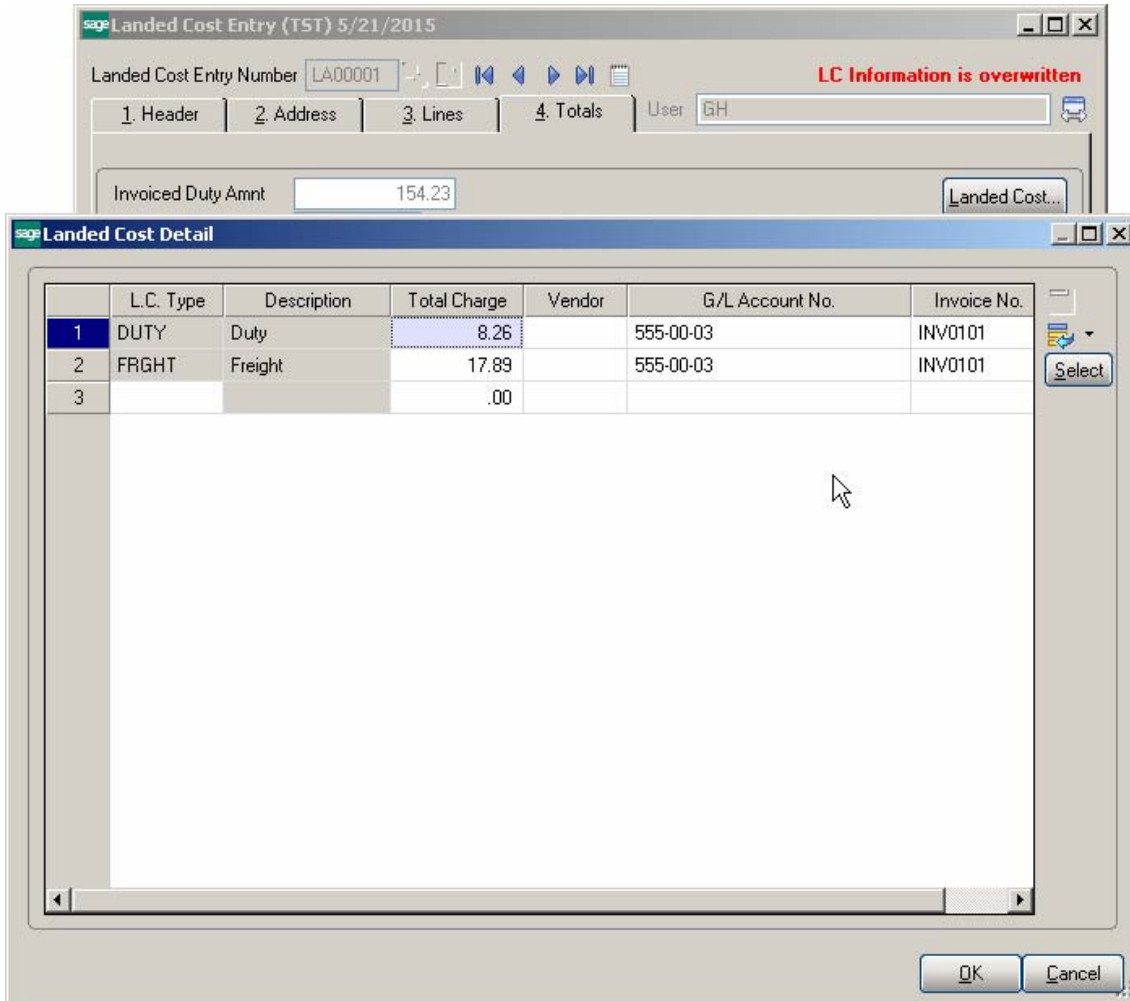 sage Landed Cost Entry (TST) 5/21/2015
Landed Cost Entry Number LA00001 LC Information is overwritten
1. Header 2. Address 3. Lines 4. Totals User GH
Invoiced Duty Amnt 154.23 Landed Cost...
sage Landed Cost Detail
L.C. Type Description Total Charge Vendor G/L Account No. Invoice No.
1 DUTY Duty 8.26 555-00-03 INV0101
2 FRGHT Freight 17.89 555-00-03 INV0101
Select
3 .00
OK Cancel